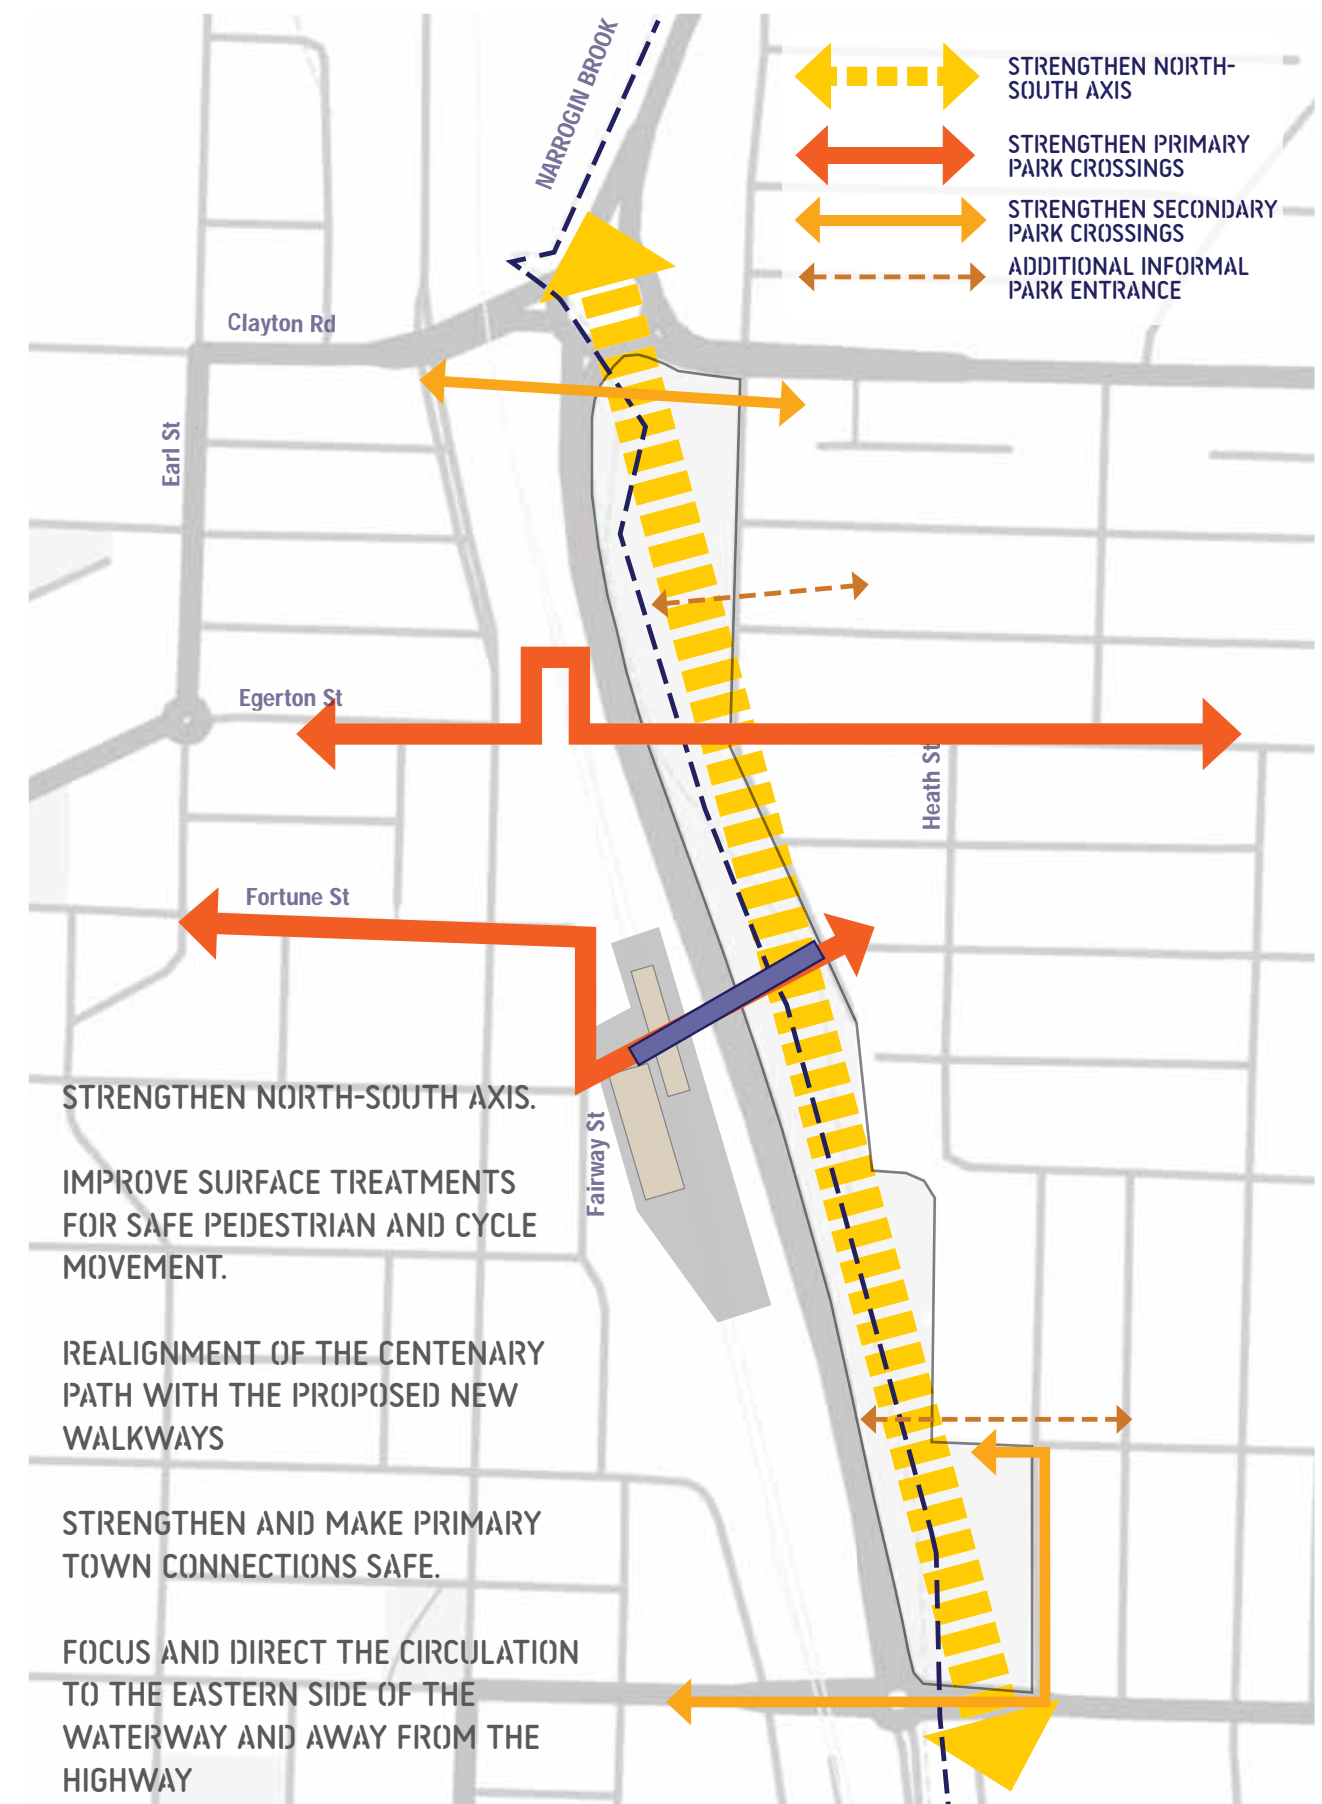 NARROGIN BROOK
STRENGTHEN NORTH-
SOUTH AXIS
STRENGTHEN PRIMARY
PARK CROSSINGS
STRENGTHEN SECONDARY
PARK CROSSINGS
ADDITIONAL INFORMAL
PARK ENTRANCE
Clayton Rd
Earl St
Egerton St
Heath St
Fortune St
Fairway St
STRENGTHEN NORTH-SOUTH AXIS.
IMPROVE SURFACE TREATMENTS
FOR SAFE PEDESTRIAN AND CYCLE
MOVEMENT.
REALIGNMENT OF THE CENTENARY
PATH WITH THE PROPOSED NEW
WALKWAYS
STRENGTHEN AND MAKE PRIMARY
TOWN CONNECTIONS SAFE.
FOCUS AND DIRECT THE CIRCULATION
TO THE EASTERN SIDE OF THE
WATERWAY AND AWAY FROM THE
HIGHWAY